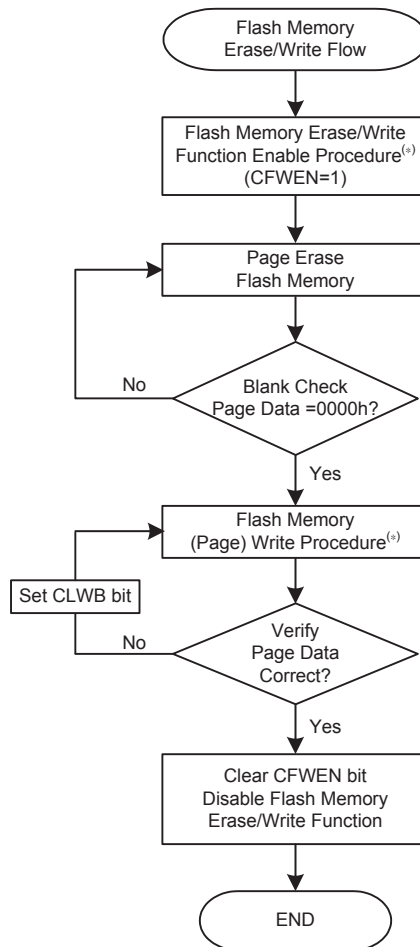 Flash Memory
Erase/Write Flow
Flash Memory Erase/Write
Function Enable Procedure(*)
(CFWEN=1)
Page Erase
Flash Memory
No
Blank Check
Page Data =0000h?
Yes
Flash Memory
(Page) Write Procedure(*)
Set CLWB bit
No
Verify
Page Data
Correct?
Yes
Clear CFWEN bit
Disable Flash Memory
Erase/Write Function
END